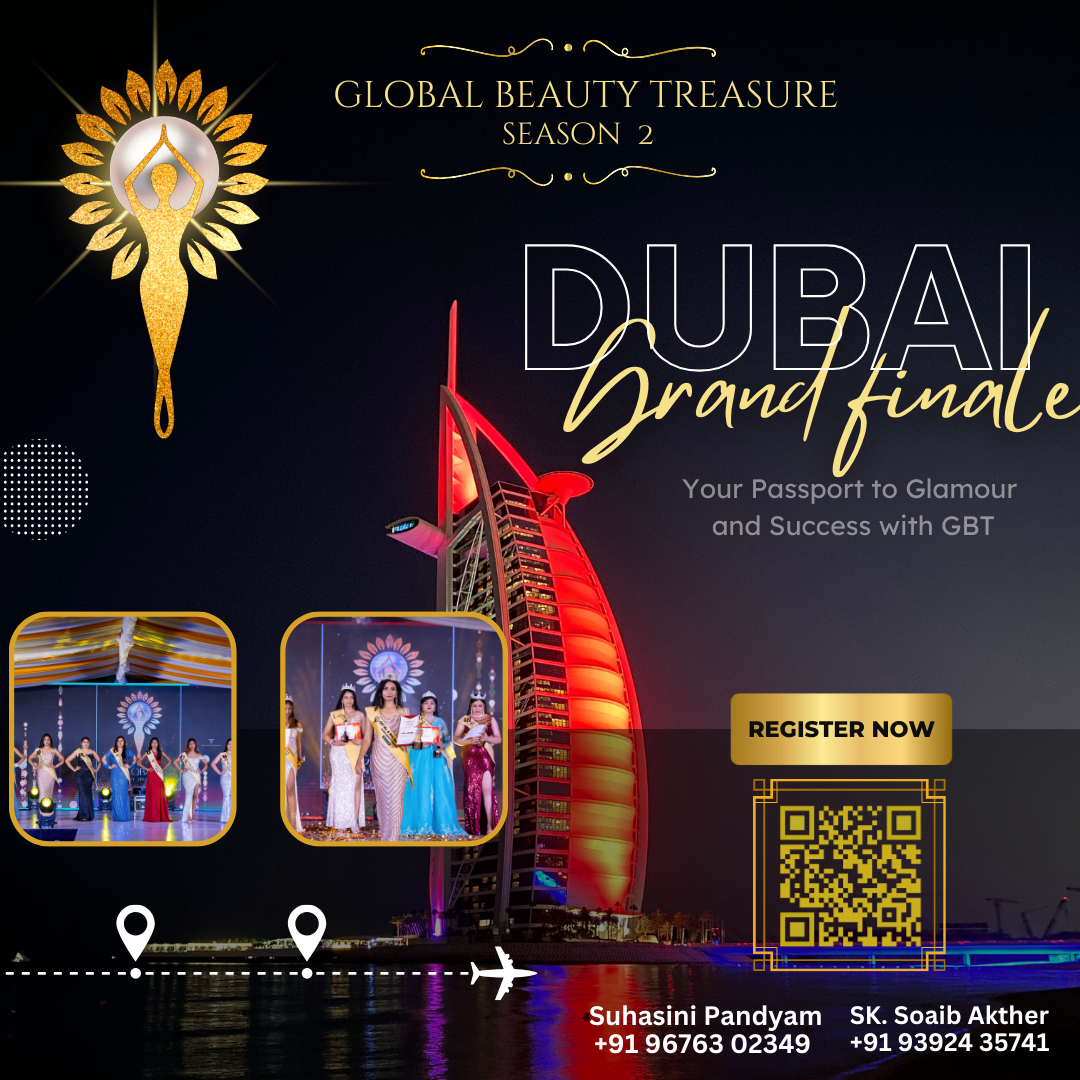 GLOBAL BEAUTY TREASURE
SEASON 2
DUBAI
Grand finale
Your Passport to Glamour
and Success with GBT
REGISTER NOW
Suhasini Pandyam
+91 96763 02349
SK. Soaib Akther
+91 93924 35741